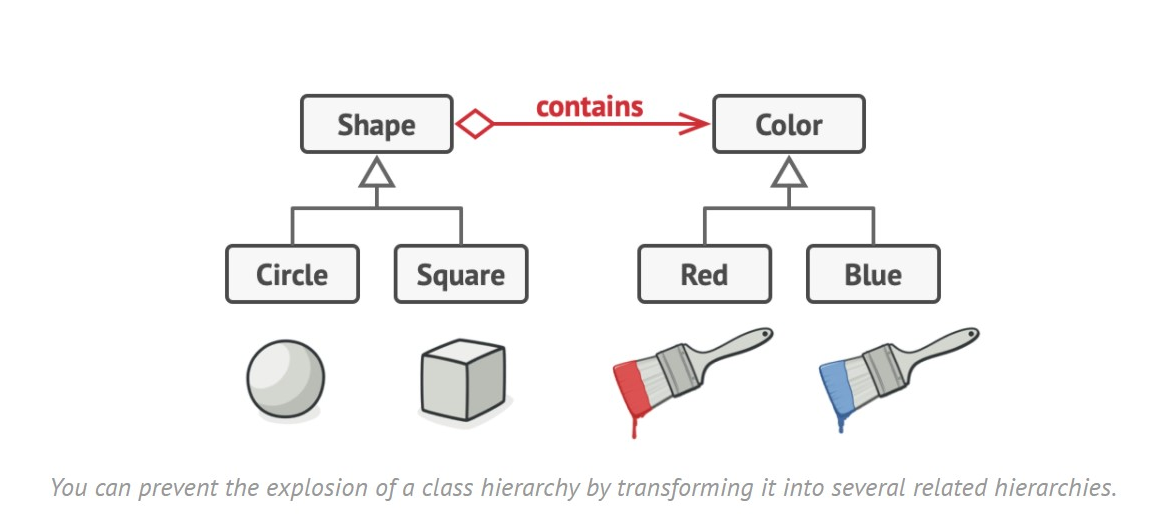 contains
Shape
Color
Circle
Square
Red
Blue
You can prevent the explosion of a class hierarchy by transforming it into several related hierarchies.